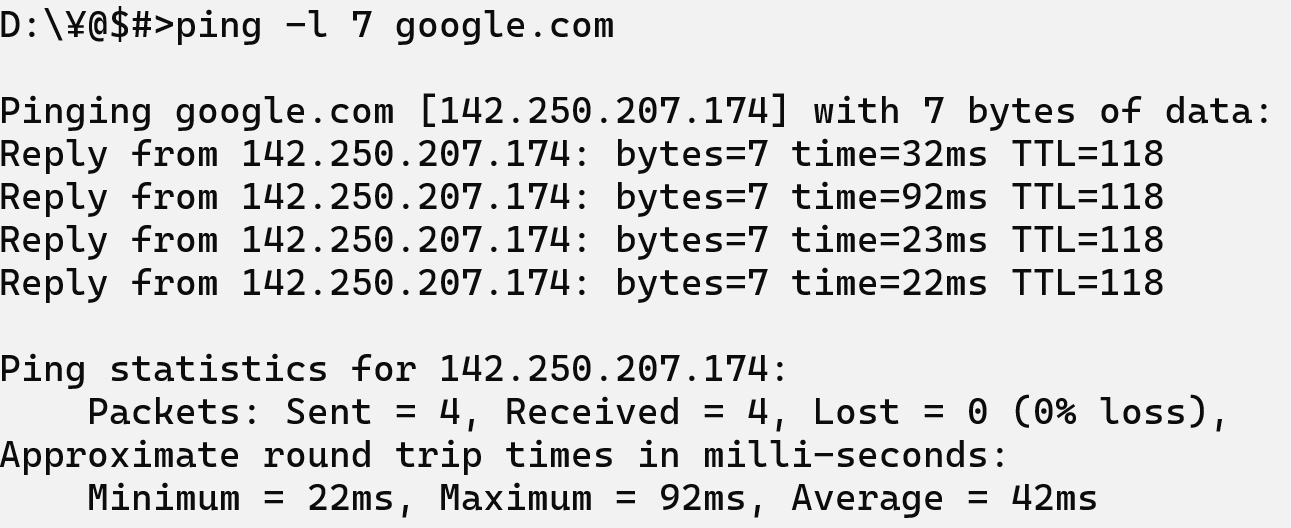 D:\¥@$#>ping -l 7 google.com
Pinging google.com [142.250.207.174] with 7 bytes of data:
Reply from 142.250.207.174: bytes=7 time=32ms TTL=118
Reply from 142.250.207.174: bytes=7 time=92ms TTL=118
Reply from 142.250.207.174: bytes=7 time=23ms TTL=118
Reply from 142.250.207.174: bytes=7 time=22ms TTL=118
Ping statistics for 142.250.207.174:
Packets: Sent = 4, Received = 4, Lost = 0 (0% loss),
Approximate round trip times in milli-seconds:
Minimum = 22ms, Maximum = 92ms, Average = 42ms